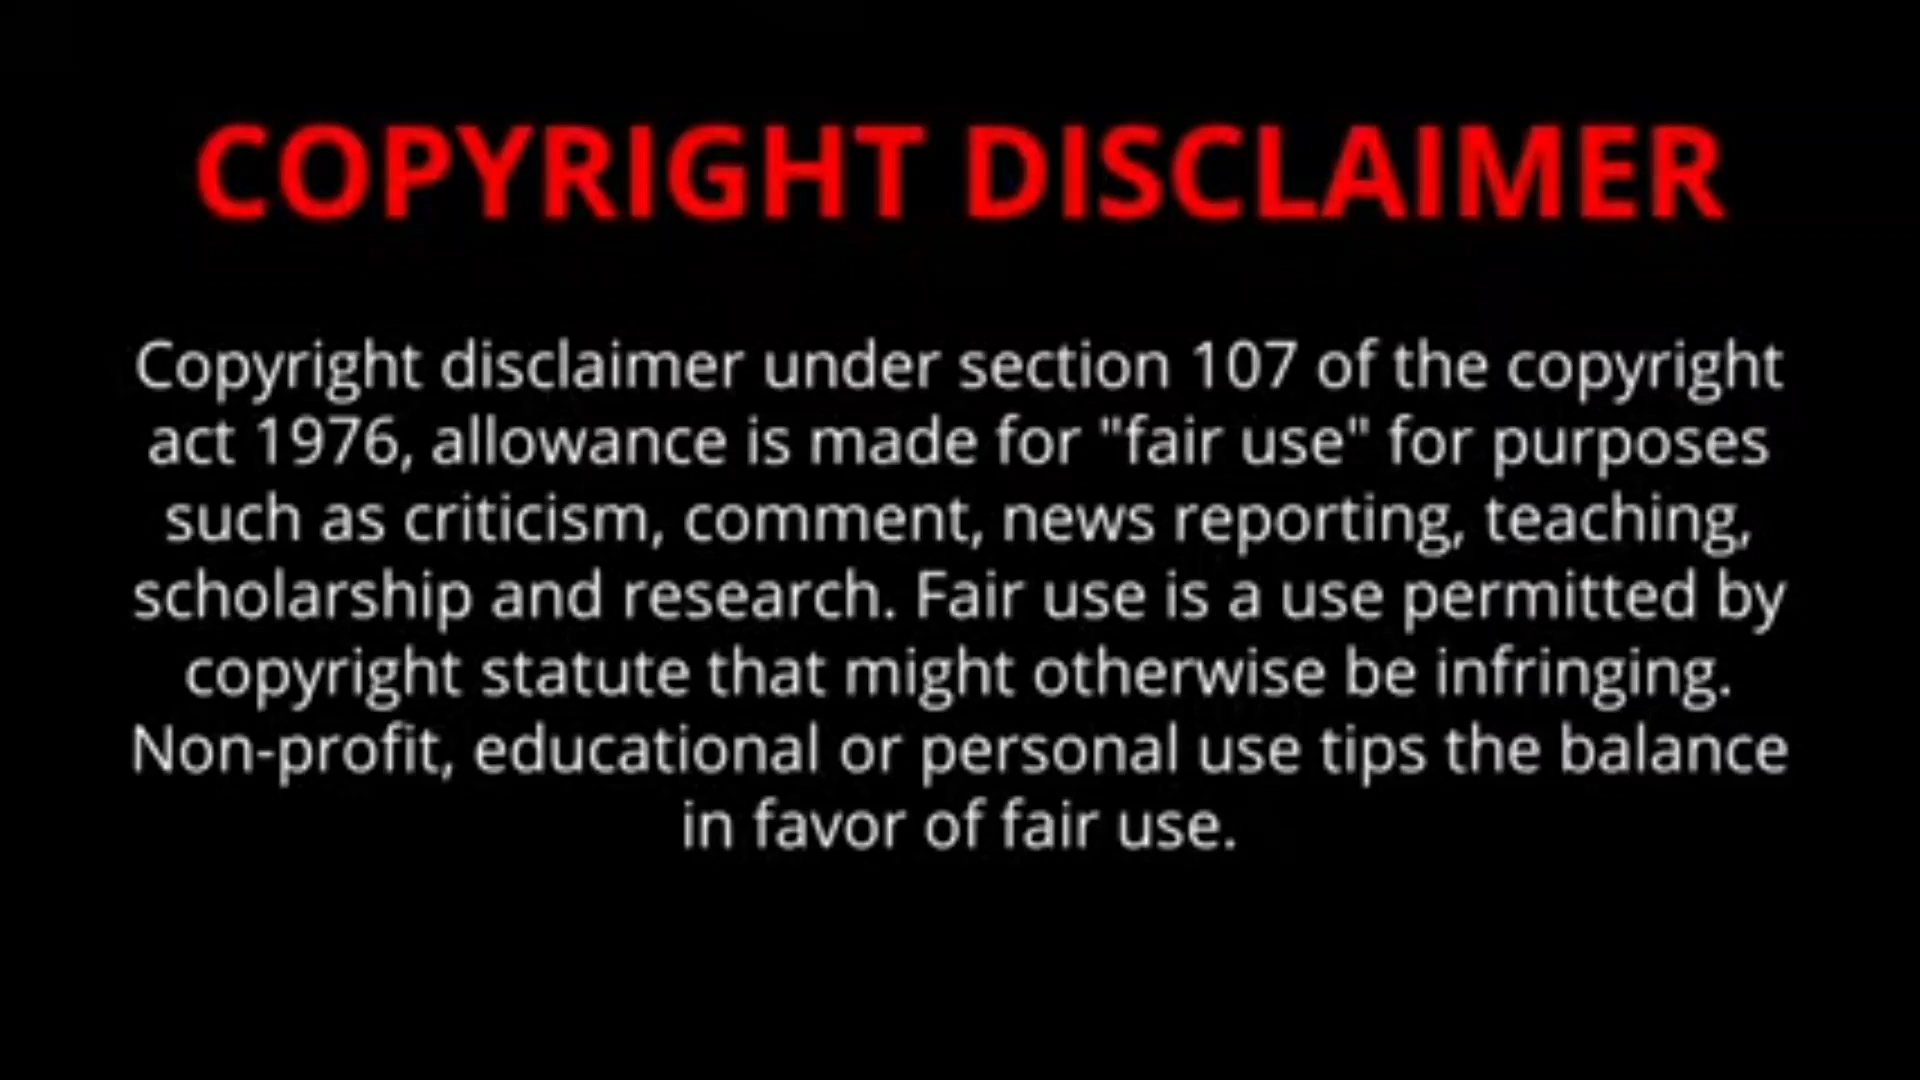 COPYRIGHT DISCLAIMER
Copyright disclaimer under section 107 of the copyright
act 1976, allowance is made for "fair use" for purposes
such as criticism, comment, news reporting, teaching,
scholarship and research. Fair use is a use permitted by
copyright statute that might otherwise be infringing.
Non-profit, educational or personal use tips the balance
in favor of fair use.